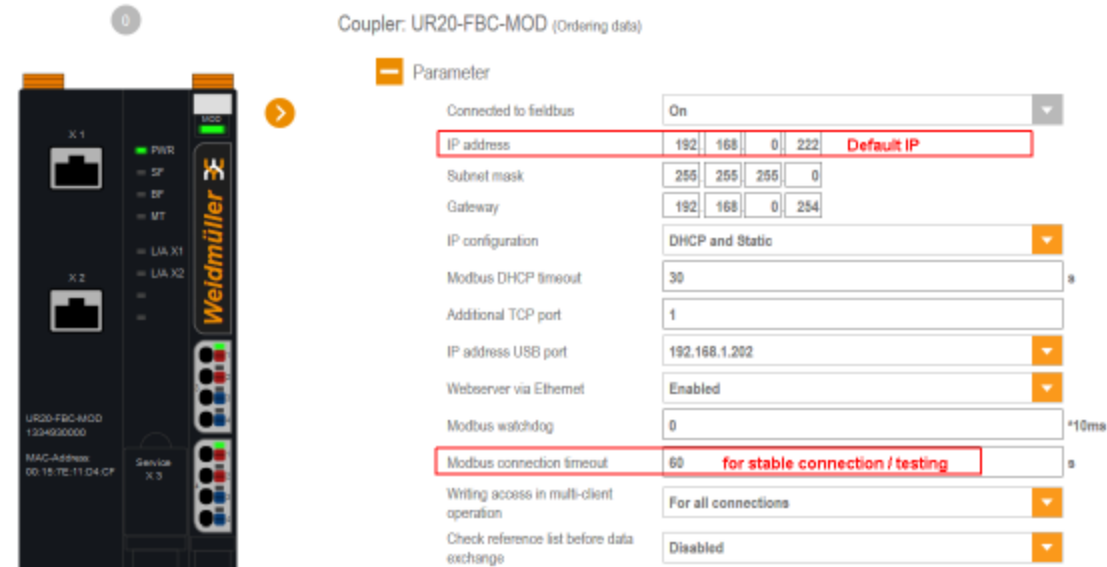 0
Coupler: UR20-FBC-MOD (Ordering data)
Parameter
Connected to fieldbus On
IP address 192. 168. 0. 222 Default IP
Subnet mask 255. 255. 255. 0
Gateway 192. 168. 0. 254
IP configuration DHCP and Static
Modbus DHCP timeout 30 s
Additional TCP port 1
IP address USB port 192.168.1.202
Webserver via Ethernet Enabled
Modbus watchdog 0 *10ms
Modbus connection timeout 60 for stable connection / testing s
Writing access in multi-client
operation For all connections
Check reference list before data
exchange Disabled
X 1
X 2
PWR
SF
BF
MT
L/A X1
L/A X2
MOD
Weidmüller
UR20-FBC-MOD
1334930000
MAC-Address:
00:15:7E:11:D4:CF
Service
X 3